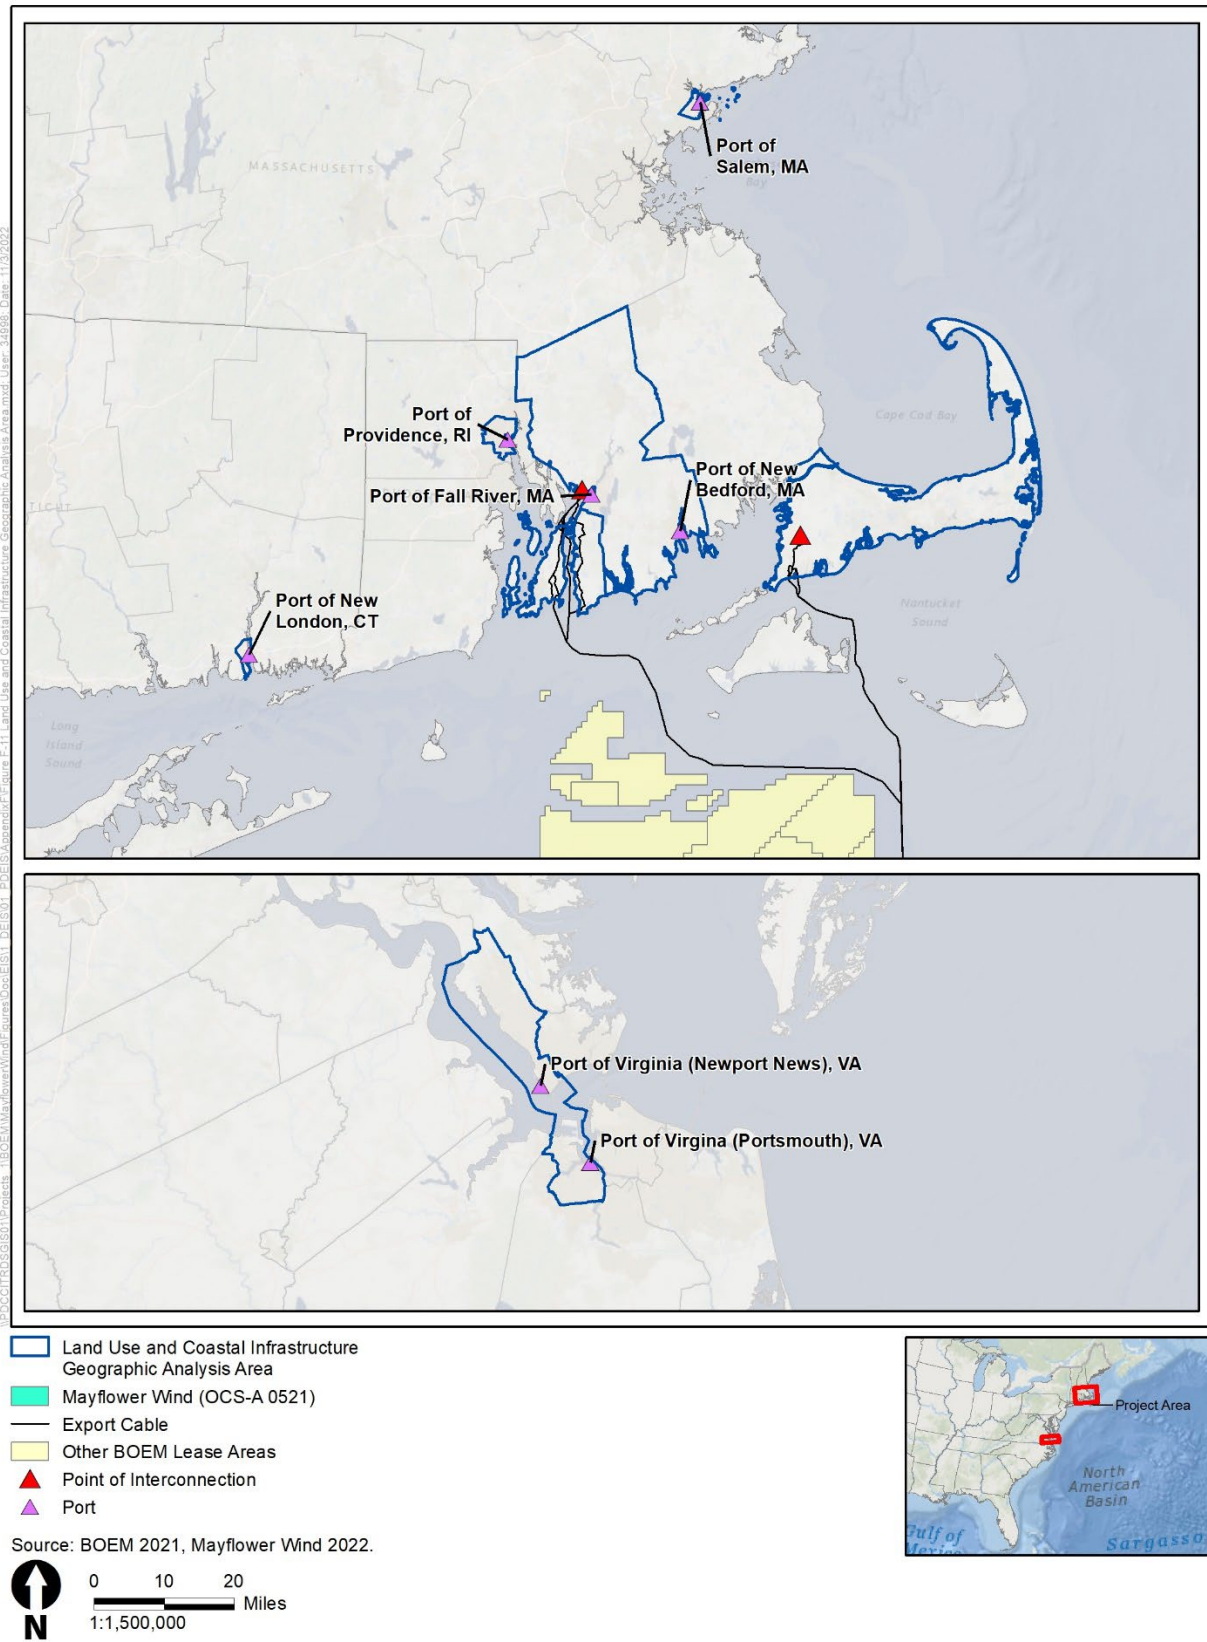 Port of
Salem, MA
Bay
MASSACHUSETTS
Port of
Providence, RI
Cape Cod Bay
Port of Fall River, MA
Port of New
Bedford, MA
TICUT
Port of New
London, CT
Nantucket
Sound
Long
Island
Sound
Port of Virginia (Newport News), VA
Port of Virgina (Portsmouth), VA
Land Use and Coastal Infrastructure
Geographic Analysis Area
Mayflower Wind (OCS-A 0521)
Export Cable
Other BOEM Lease Areas
Point of Interconnection
Port
Source: BOEM 2021, Mayflower Wind 2022.
N
0 10 20
Miles
1:1,500,000
Project Area
North
American
Basin
Gulf of
Mexico
Sargasso